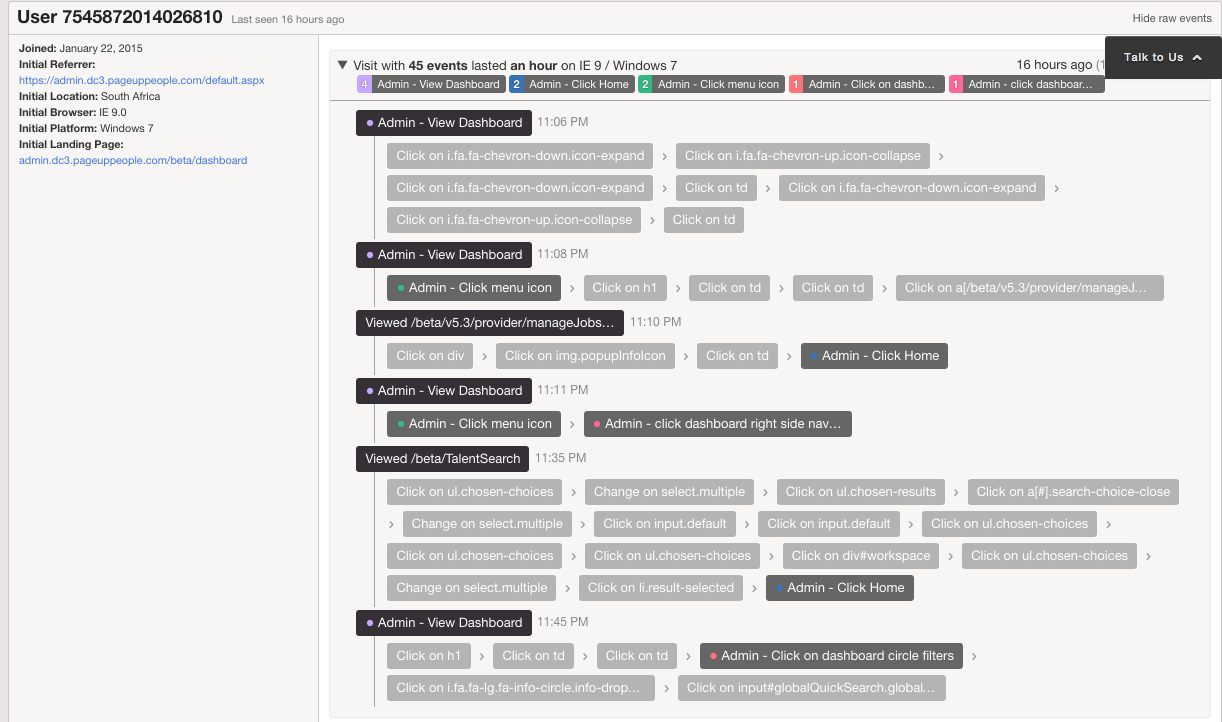 User 7545872014026810 Last seen 16 hours ago Hide raw events
Joined: January 22, 2015
Initial Referrer:
https://admin.dc3.pageuppeople.com/default.aspx
Initial Location: South Africa
Initial Browser: IE 9.0
Initial Platform: Windows 7
Initial Landing Page:
admin.dc3.pageuppeople.com/beta/dashboard
Talk to Us
▼ Visit with 45 events lasted an hour on IE 9 / Windows 7 16 hours ago (1
4 Admin - View Dashboard 2 Admin - Click Home 2 Admin - Click menu icon 1 Admin - Click on dashb... 1 Admin - click dashboar...
Admin - View Dashboard 11:06 PM
Click on i.fa.fa-chevron-down.icon-expand › Click on i.fa.fa-chevron-up.icon-collapse ›
Click on i.fa.fa-chevron-down.icon-expand › Click on td › Click on i.fa.fa-chevron-down.icon-expand ›
Click on i.fa.fa-chevron-up.icon-collapse › Click on td
Admin - View Dashboard 11:08 PM
Admin - Click menu icon › Click on h1 › Click on td › Click on td › Click on a[/beta/v5.3/provider/manageJ...
Viewed /beta/v5.3/provider/manageJobs... 11:10 PM
Click on div › Click on img.popupInfoIcon › Click on td › Admin - Click Home
Admin - View Dashboard 11:11 PM
Admin - Click menu icon › Admin - click dashboard right side nav...
Viewed /beta/TalentSearch 11:35 PM
Click on ul.chosen-choices › Change on select.multiple › Click on ul.chosen-results › Click on a[#].search-choice-close
› Change on select.multiple › Click on input.default › Click on input.default › Click on ul.chosen-choices ›
Click on ul.chosen-choices › Click on ul.chosen-choices › Click on div#workspace › Click on ul.chosen-choices ›
Change on select.multiple › Click on li.result-selected › Admin - Click Home
Admin - View Dashboard 11:45 PM
Click on h1 › Click on td › Click on td › Admin - Click on dashboard circle filters ›
Click on i.fa.fa-lg.fa-info-circle.info-drop... › Click on input#globalQuickSearch.global...